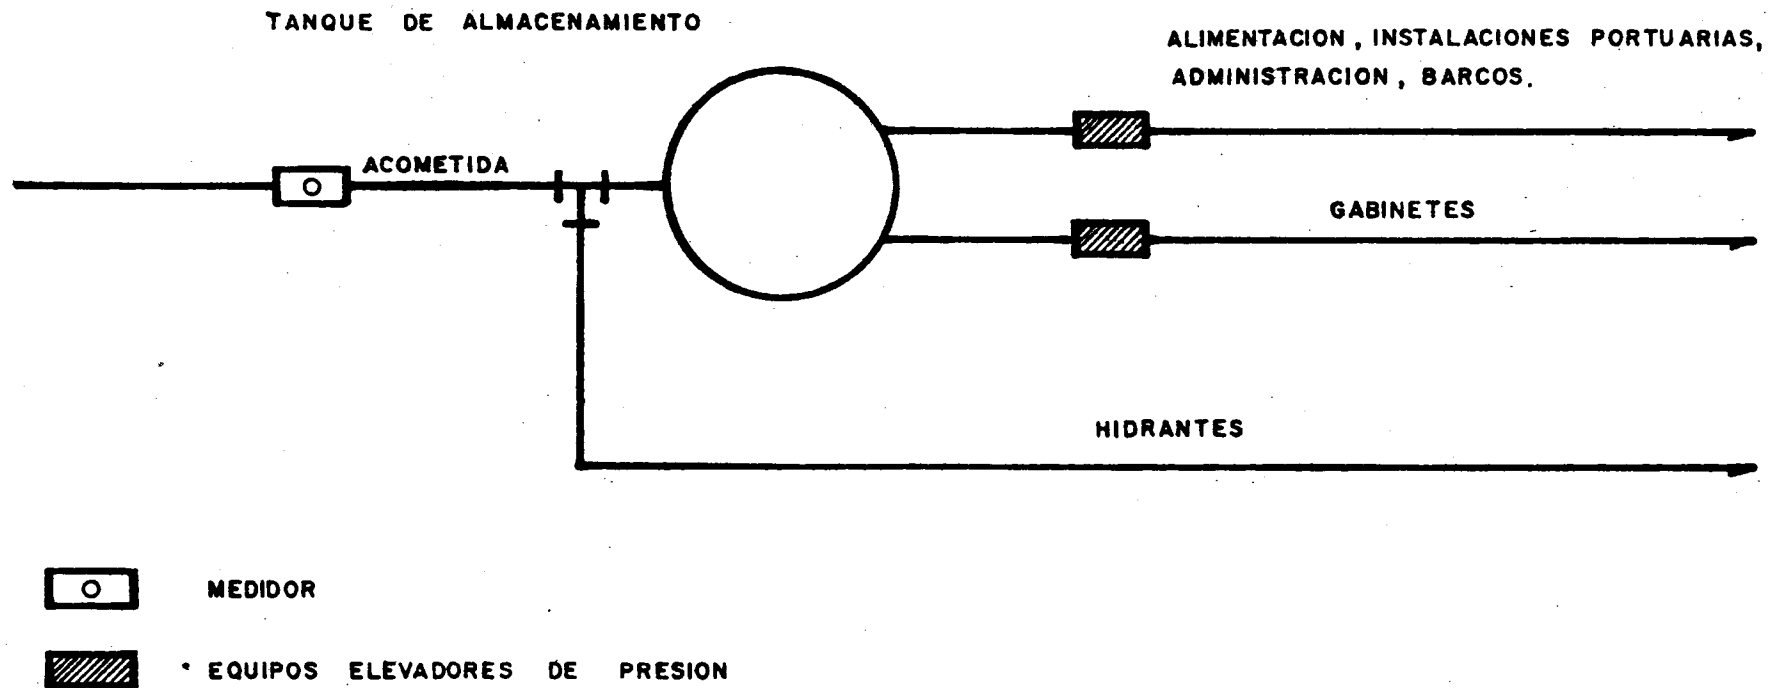 TANQUE DE ALMACENAMIENTO
ALIMENTACION, INSTALACIONES PORTUARIAS,
ADMINISTRACION, BARCOS.
ACOMETIDA
GABINETES
HIDRANTES
MEDIDOR
EQUIPOS ELEVADORES DE PRESION